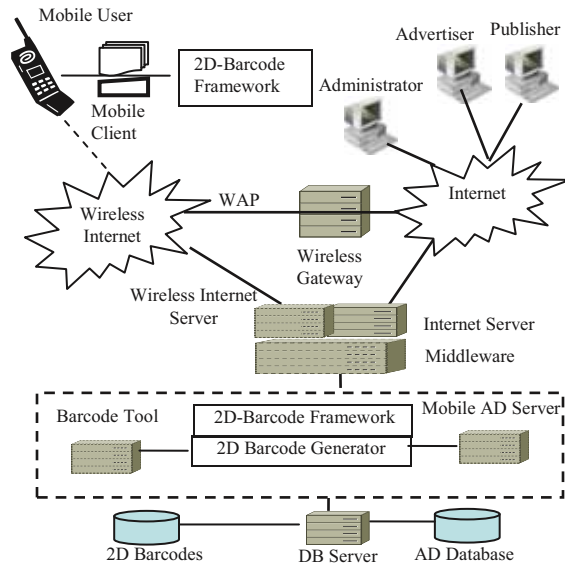 Mobile User
Publisher
Advertiser
2D-Barcode
Framework
Administrator
Mobile
Client
Wireless
Internet
WAP
Internet
Wireless
Gateway
Wireless Internet
Server
Internet Server
Middleware
Barcode Tool
2D-Barcode Framework
Mobile AD Server
2D Barcode Generator
2D Barcodes
DB Server
AD Database